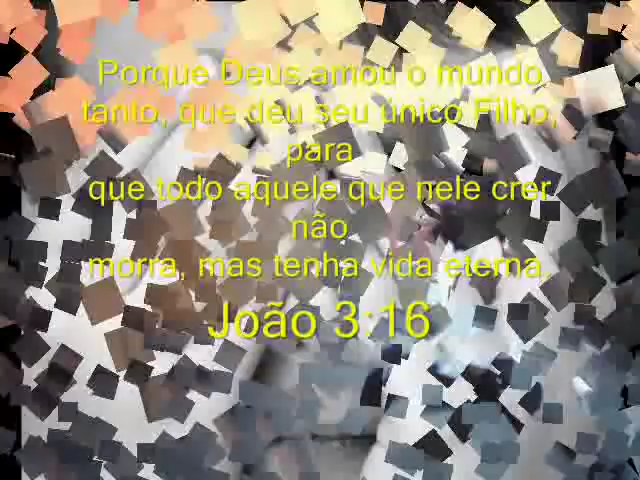 Porque Deus amou o mundo
tanto, que deu seu único Filho,
para
que todo aquele que nele crer
não
morra, mas tenha vida eterna.
João 3:16